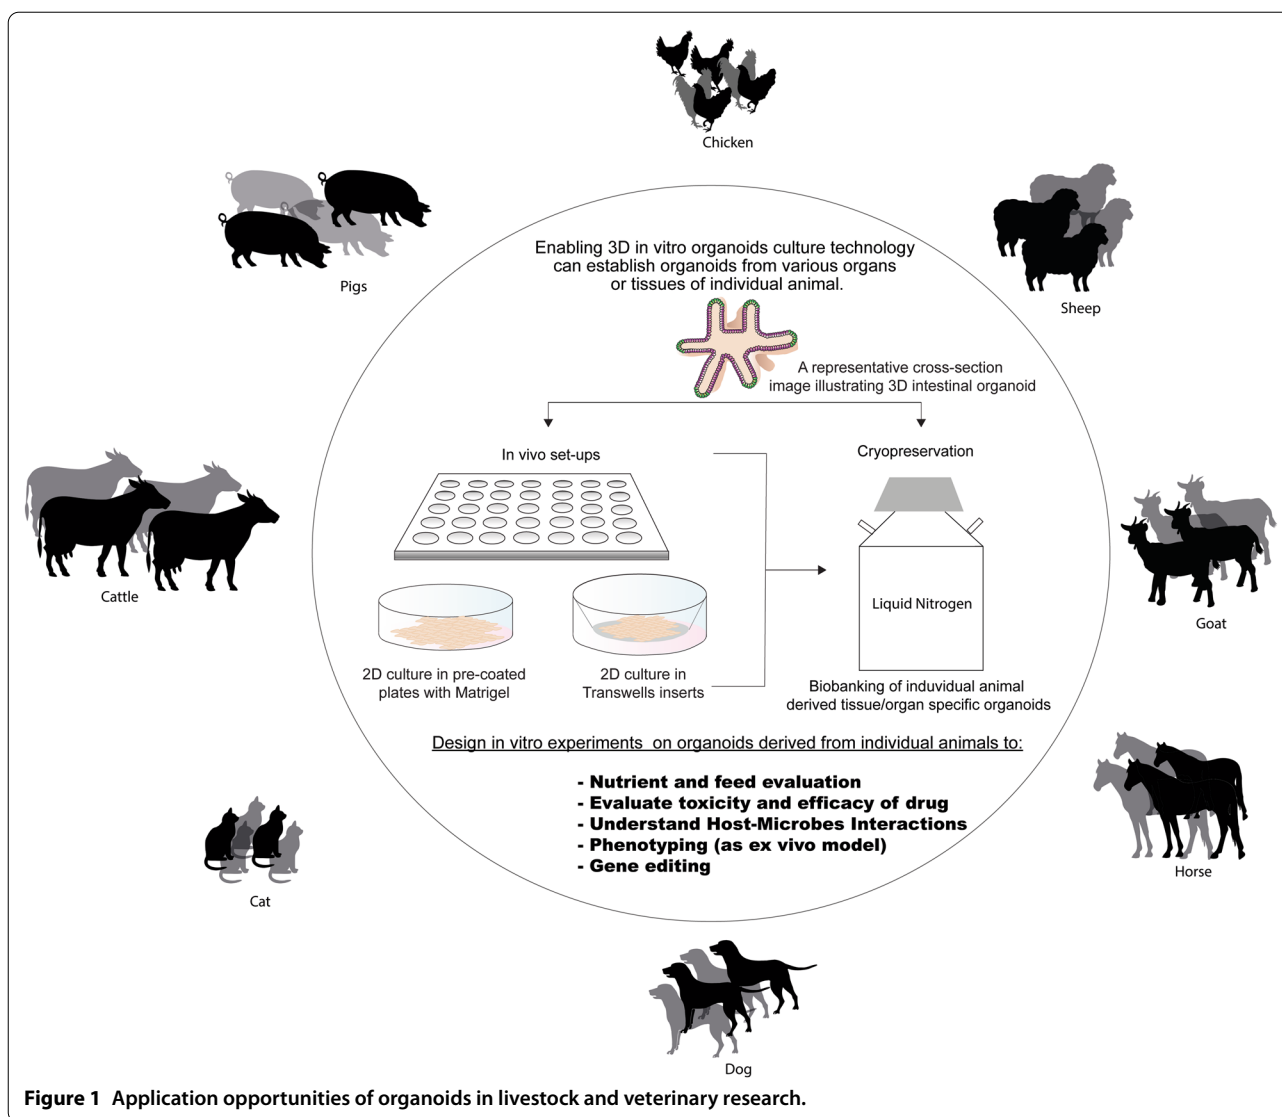 Chicken
Pigs
Sheep
Enabling 3D in vitro organoids culture technology
can establish organoids from various organs
or tissues of individual animal.
A representative cross-section
image illustrating 3D intestinal organoid
In vivo set-ups
Cryopreservation
Cattle
Liquid Nitrogen
Goat
2D culture in pre-coated
plates with Matrigel
2D culture in
Transwells inserts
Biobanking of induvidual animal
derived tissue/organ specific organoids
Design in vitro experiments on organoids derived from individual animals to:
- Nutrient and feed evaluation
- Evaluate toxicity and efficacy of drug
- Understand Host-Microbes Interactions
- Phenotyping (as ex vivo model)
- Gene editing
Horse
Cat
Dog
Figure 1 Application opportunities of organoids in livestock and veterinary research.